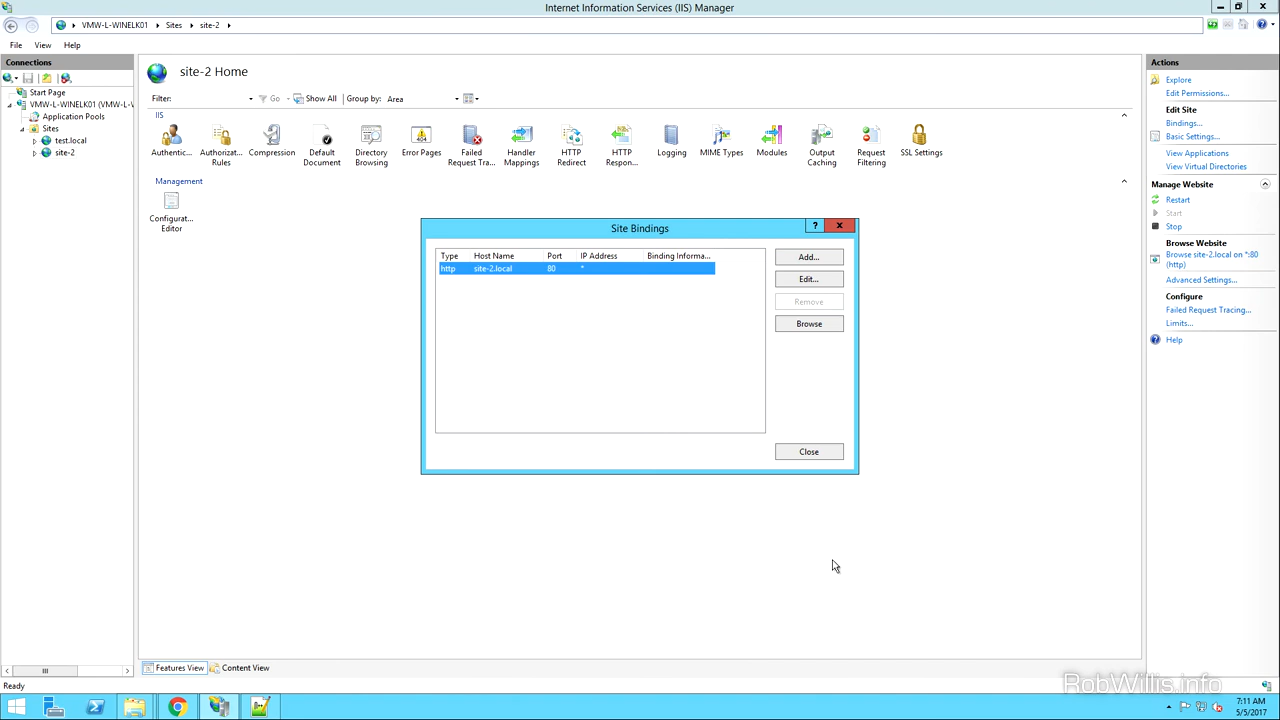 Internet Information Services (IIS) Manager
VMW-L-WINELK01 Sites site-2
File View Help
Connections
Start Page
VMW-L-WINELK01 (VMW-L-V
Application Pools
Sites
test.local
site-2
site-2 Home
Filter: Go Show All Group by: Area
IIS
Authentic...
Authorizat...
Rules
Compression
Default
Document
Directory
Browsing
Error Pages
Failed
Request Tra...
Handler
Mappings
HTTP
Redirect
HTTP
Respon...
Logging
MIME Types
Modules
Output
Caching
Request
Filtering
SSL Settings
Management
Configurat...
Editor
Site Bindings
Type Host Name Port IP Address Binding Informa...
http site-2.local 80 *
Add...
Edit...
Remove
Browse
Close
Actions
Explore
Edit Permissions...
Edit Site
Bindings...
Basic Settings...
View Applications
View Virtual Directories
Manage Website
Restart
Start
Stop
Browse Website
Browse site-2.local on *:80
(http)
Advanced Settings...
Configure
Failed Request Tracing...
Limits...
Help
Features View Content View
Ready
RobWillis.info
7:11 AM
5/5/2017